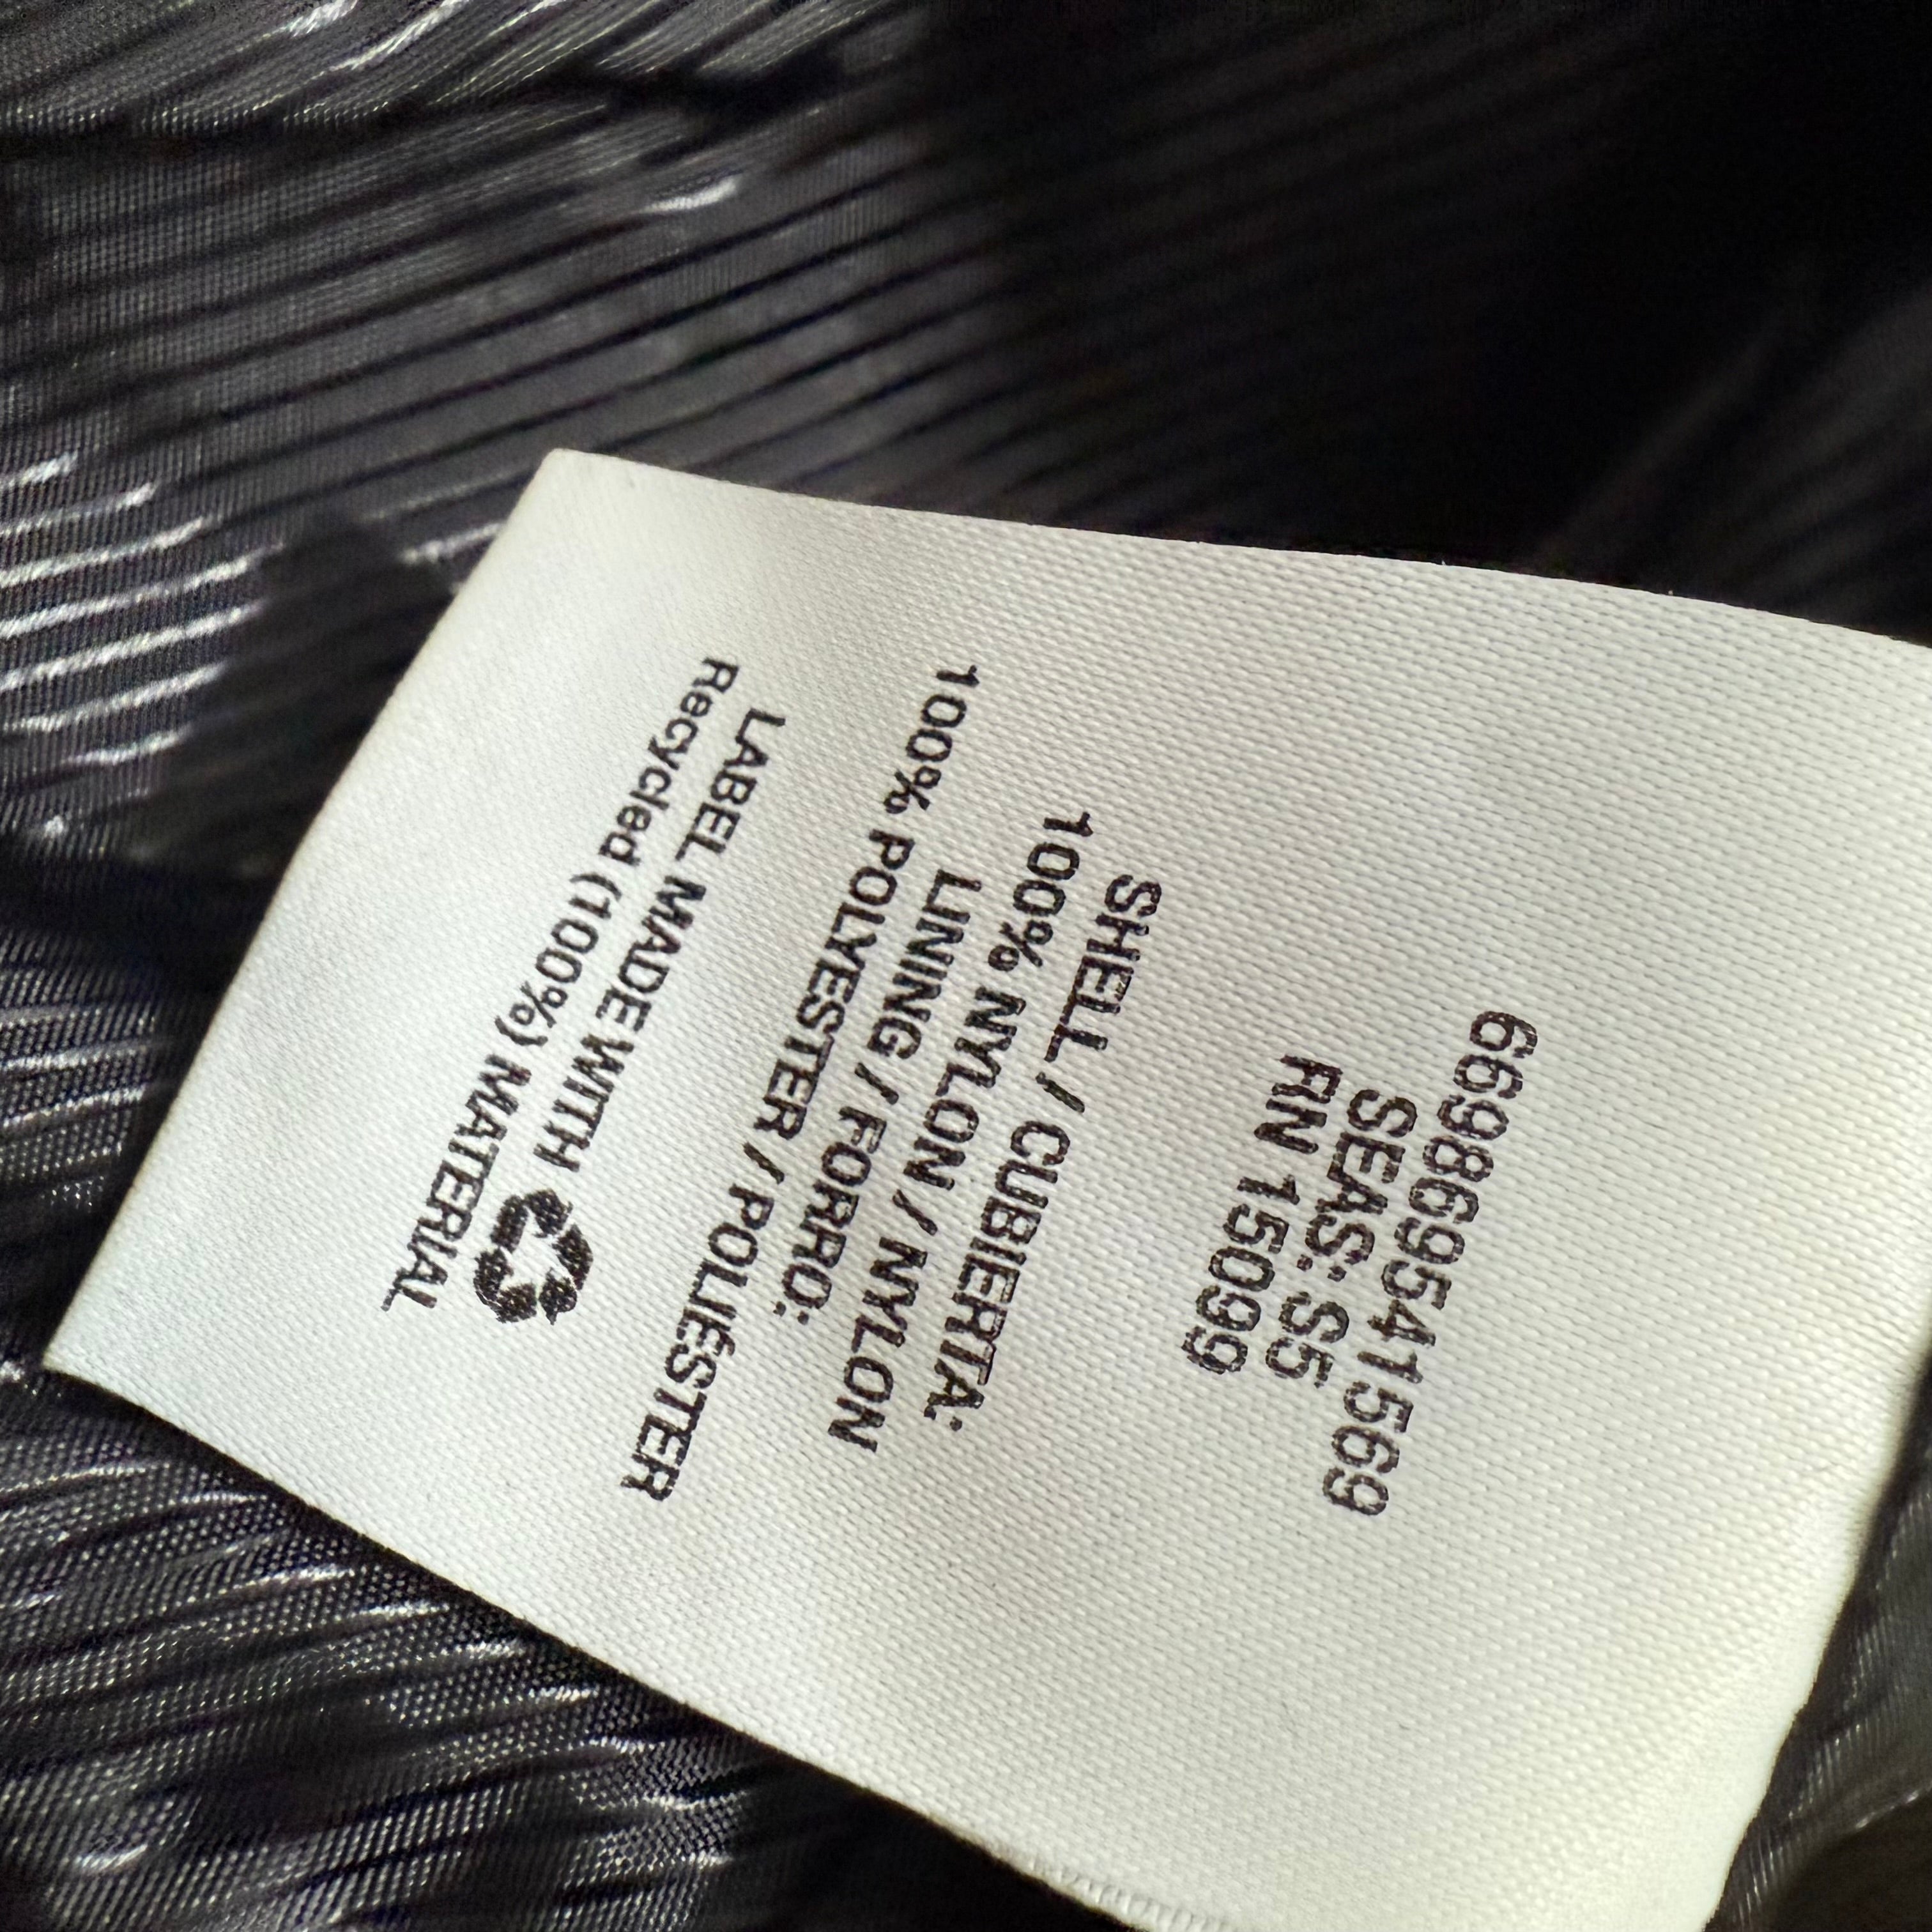 669869541569
SEAS: S5
RN 15099
SHELL / CUBIERTA:
100% NYLON / NYLON
LINING / FORRO:
100% POLYESTER / POLIÉSTER
LABEL MADE WITH
Recycled (100%) MATERIAL